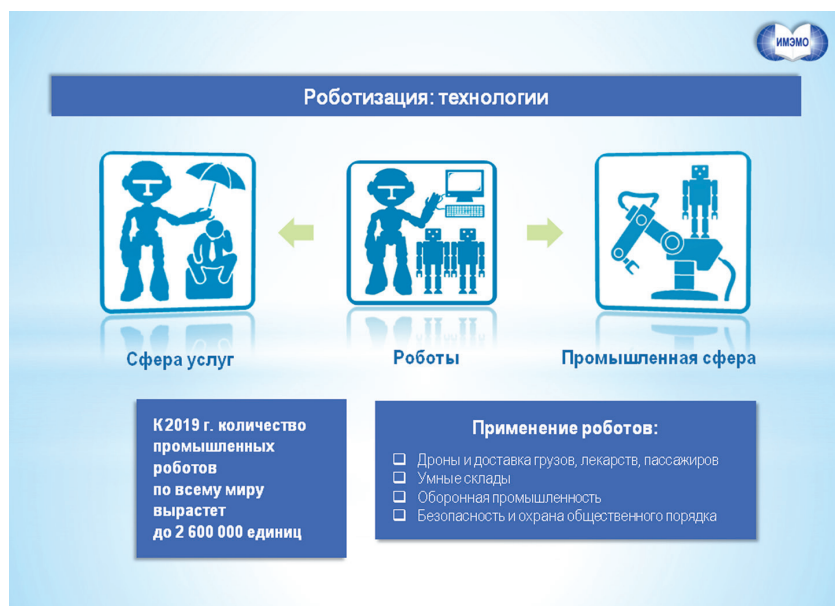 ИМЭМО
Роботизация: технологии
Сфера услуг
Роботы
Промышленная сфера
К 2019 г. количество
промышленных
роботов
по всему миру
вырастет
до 2 600 000 единиц
Применение роботов:
Дроны и доставка грузов, лекарств, пассажиров
Умные склады
Оборонная промышленность
Безопасность и охрана общественного порядка